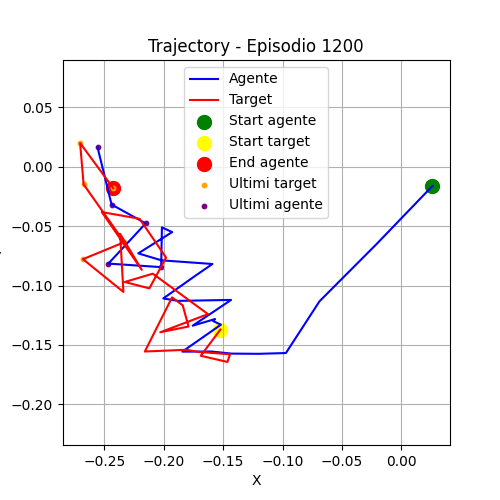 Trajectory - Episodio 1200
Agente
Target
Start agente
Start target
End agente
Ultimi target
Ultimi agente
0.05
0.00
−0.05
−0.10
−0.15
−0.20
−0.25 −0.20 −0.15 −0.10 −0.05 0.00
X